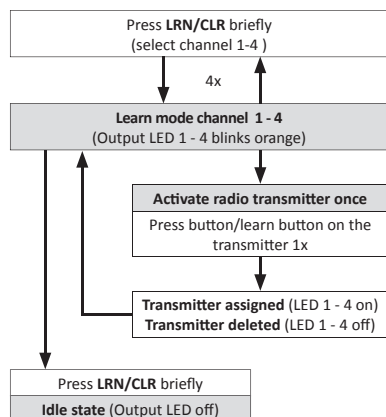 Press LRN/CLR briefly
(select channel 1-4 )
4x
Learn mode channel 1 - 4
(Output LED 1 - 4 blinks orange)
Activate radio transmitter once
Press button/learn button on the
transmitter 1x
Transmitter assigned (LED 1 - 4 on)
Transmitter deleted (LED 1 - 4 off)
Press LRN/CLR briefly
Idle state (Output LED off)